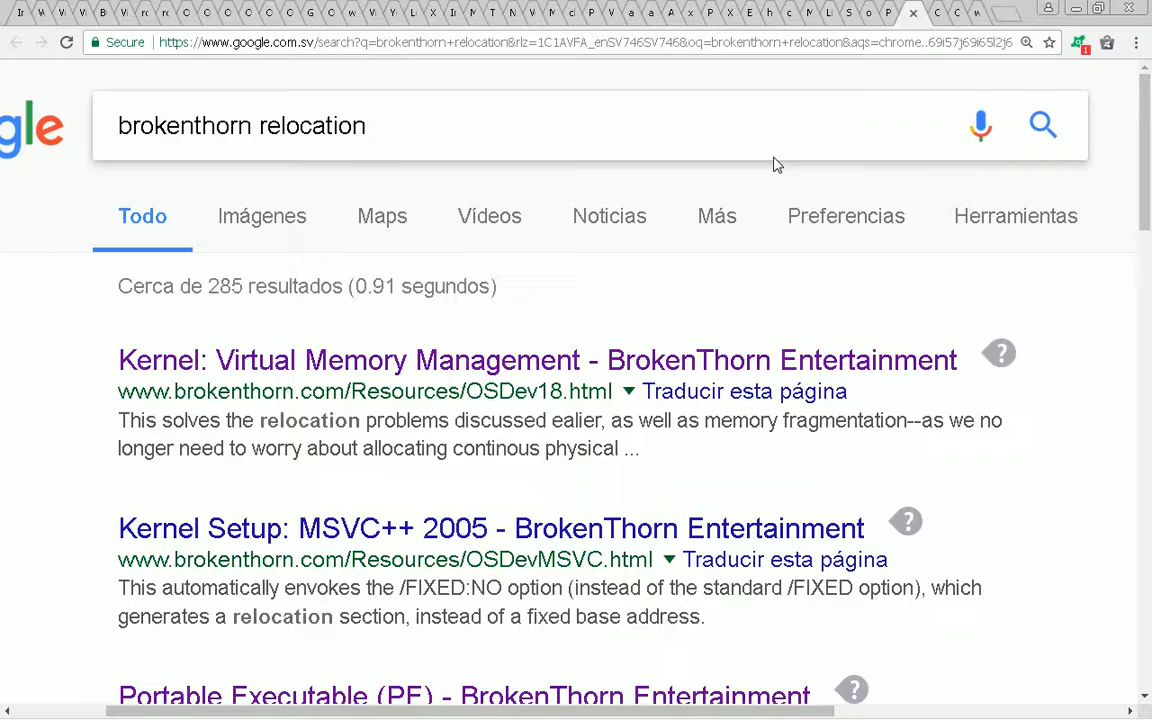 Secure https://www.google.com.sv/search?q=brokenthorn+relocation&rlz=1C1AVFA_enSV746SV746&oq=brokenthorn+relocation&aqs=chrome..69i57j69i65l2j6
gle
brokenthorn relocation
Todo Imágenes Maps Vídeos Noticias Más Preferencias Herramientas
Cerca de 285 resultados (0.91 segundos)
Kernel: Virtual Memory Management - BrokenThorn Entertainment
www.brokenthorn.com/Resources/OSDev18.html Traducir esta página
This solves the relocation problems discussed ealier, as well as memory fragmentation--as we no
longer need to worry about allocating continous physical ...
Kernel Setup: MSVC++ 2005 - BrokenThorn Entertainment
www.brokenthorn.com/Resources/OSDevMSVC.html Traducir esta página
This automatically envokes the /FIXED:NO option (instead of the standard /FIXED option), which
generates a relocation section, instead of a fixed base address.
Portable Executable (PE) - BrokenThorn Entertainment